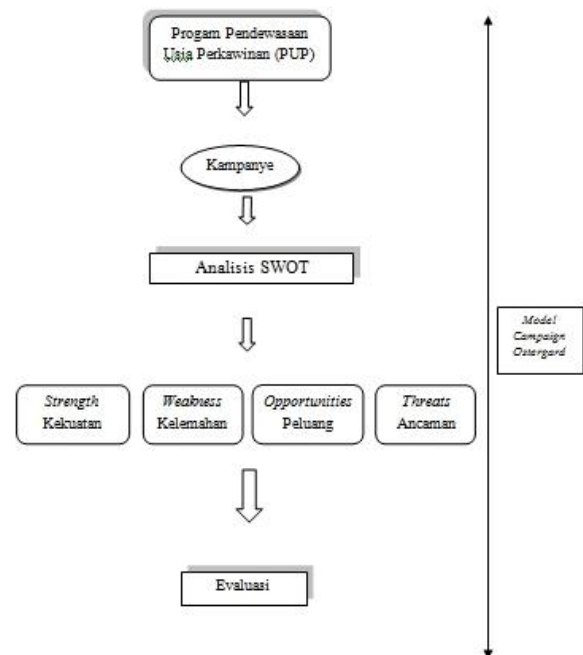 Progam Pendewasaan
Usia Perkawinan (PUP)
Kampanye
Analisis SWOT
Model
Campaign
Ostergard
Strength
Kekuatan
Weakness
Kelemahan
Opportunities
Peluang
Threats
Ancaman
Evaluasi